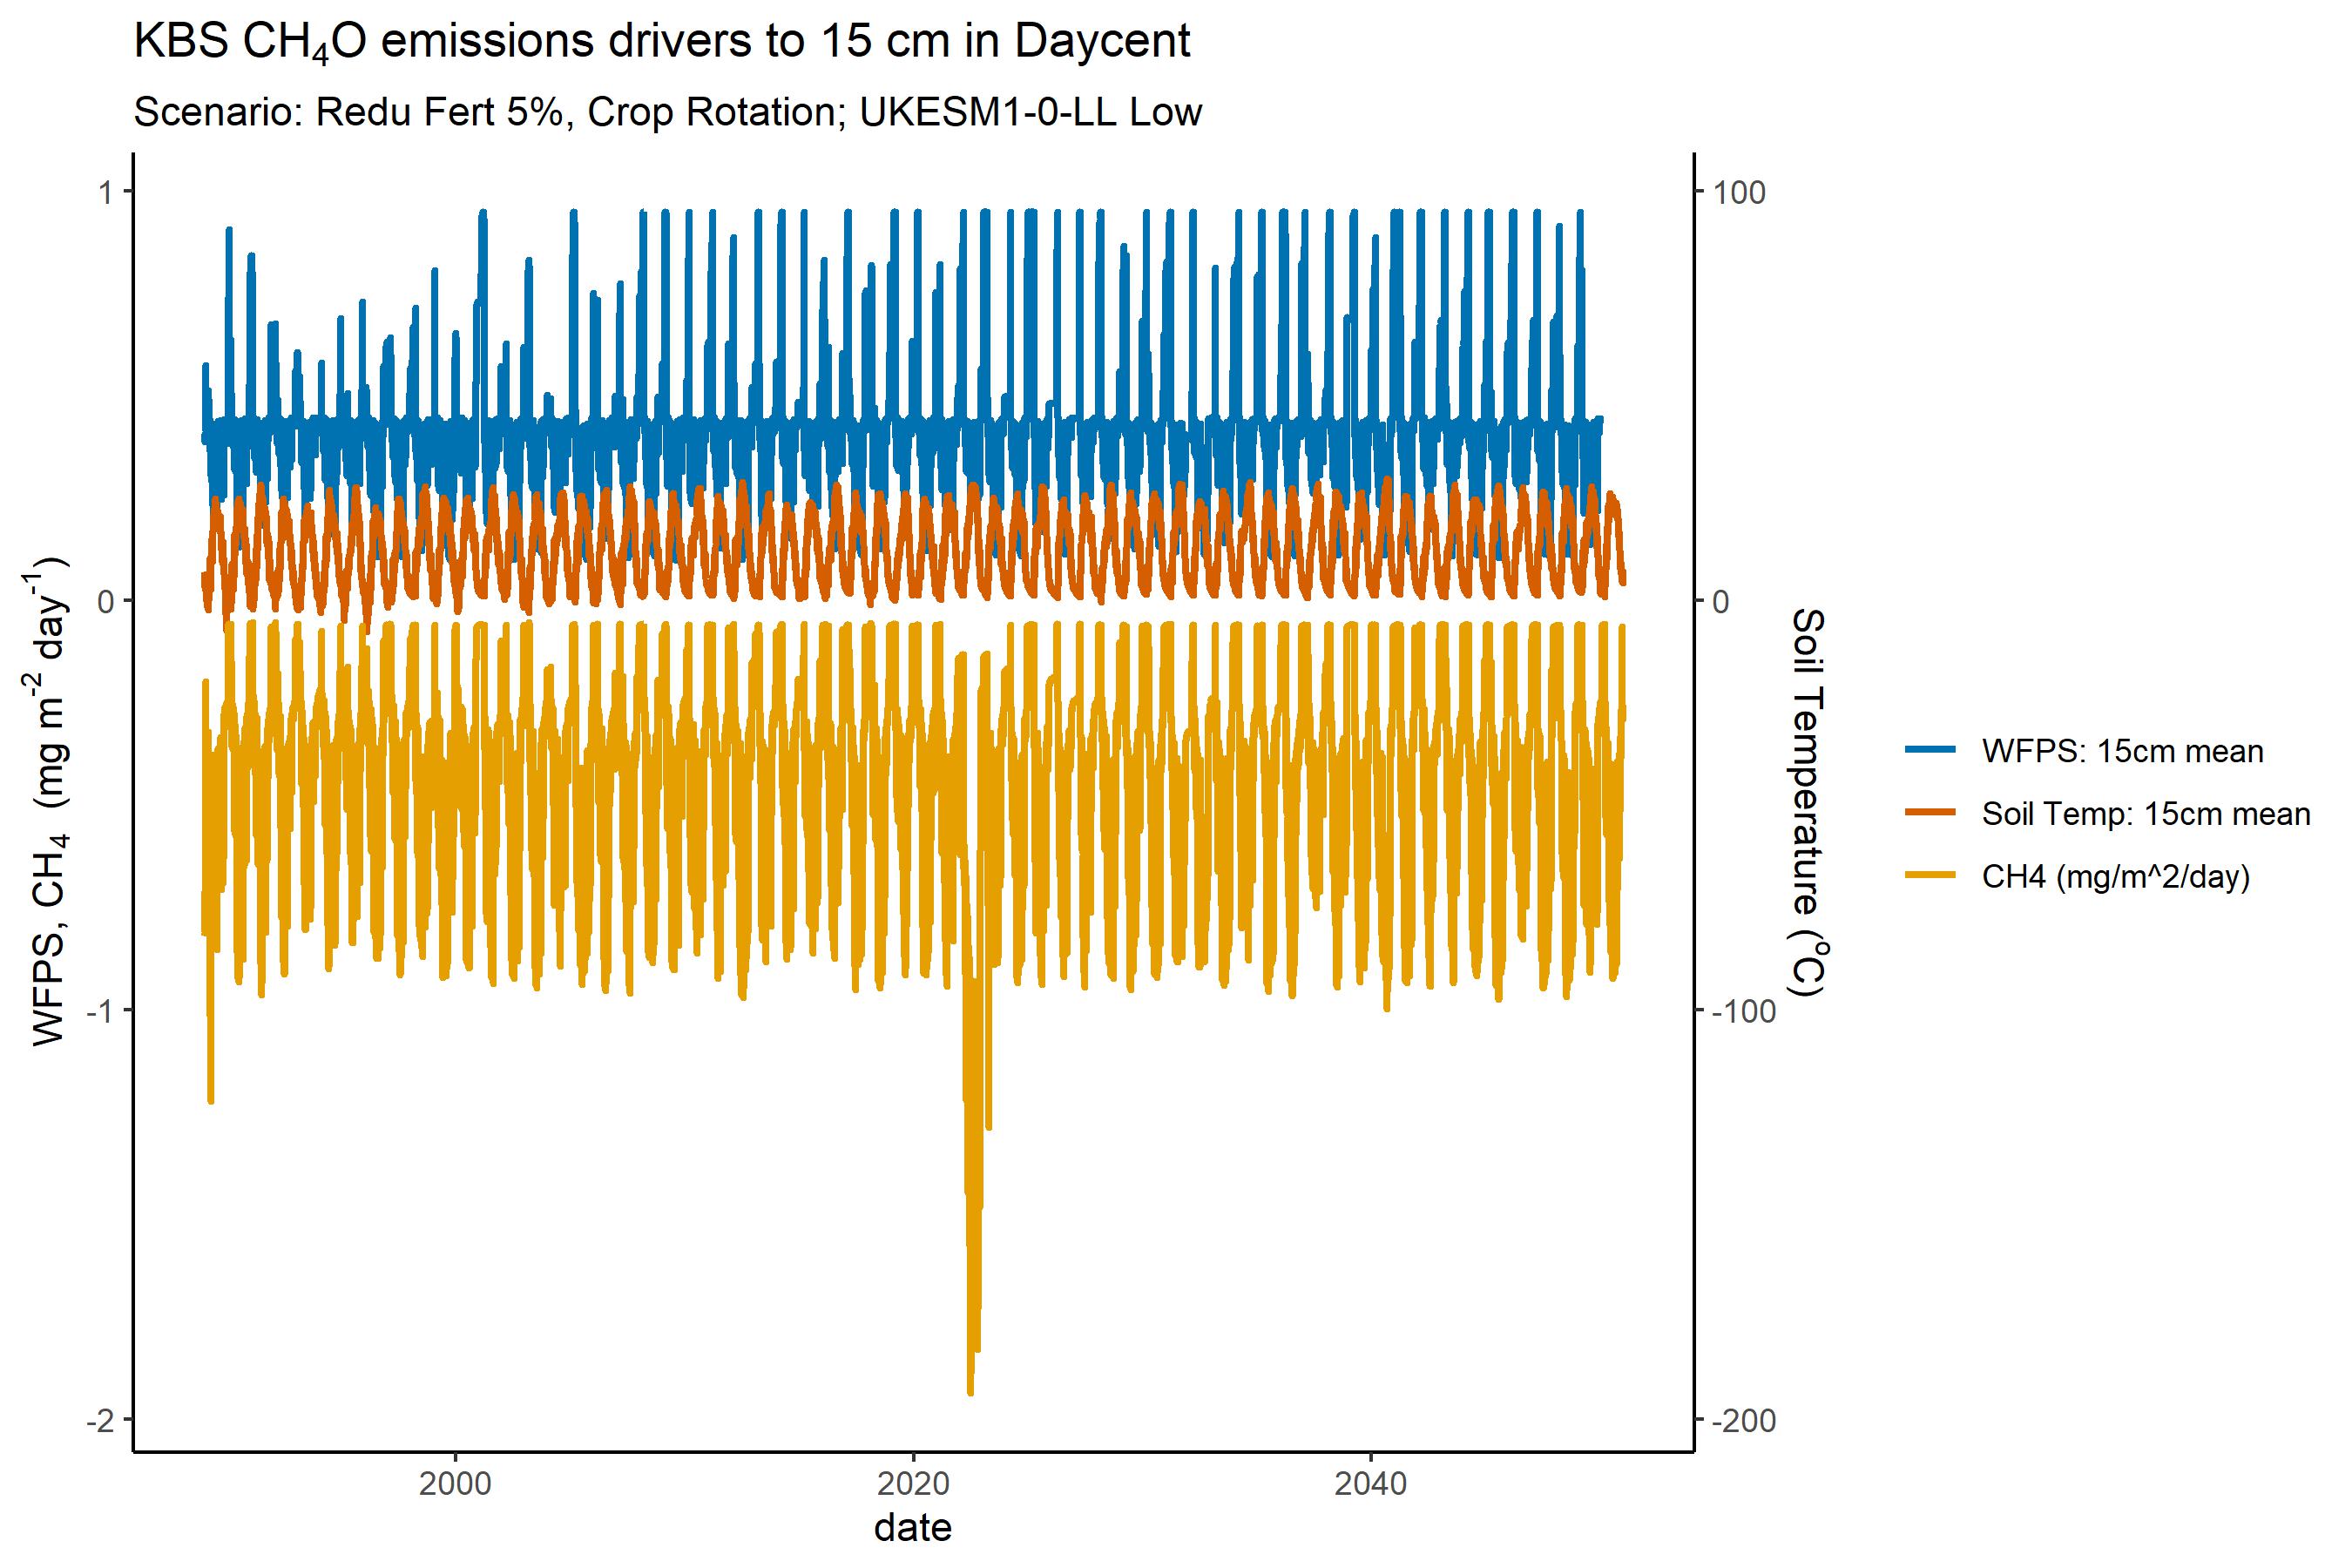 KBS CH₄O emissions drivers to 15 cm in Daycent
Scenario: Redu Fert 5%, Crop Rotation; UKESM1-0-LL Low
WFPS, CH₄ (mg m⁻² day⁻¹)
1
0
-1
-2
100
0
-100
-200
Soil Temperature (°C)
2000
2020
2040
date
WFPS: 15cm mean
Soil Temp: 15cm mean
CH4 (mg/m^2/day)